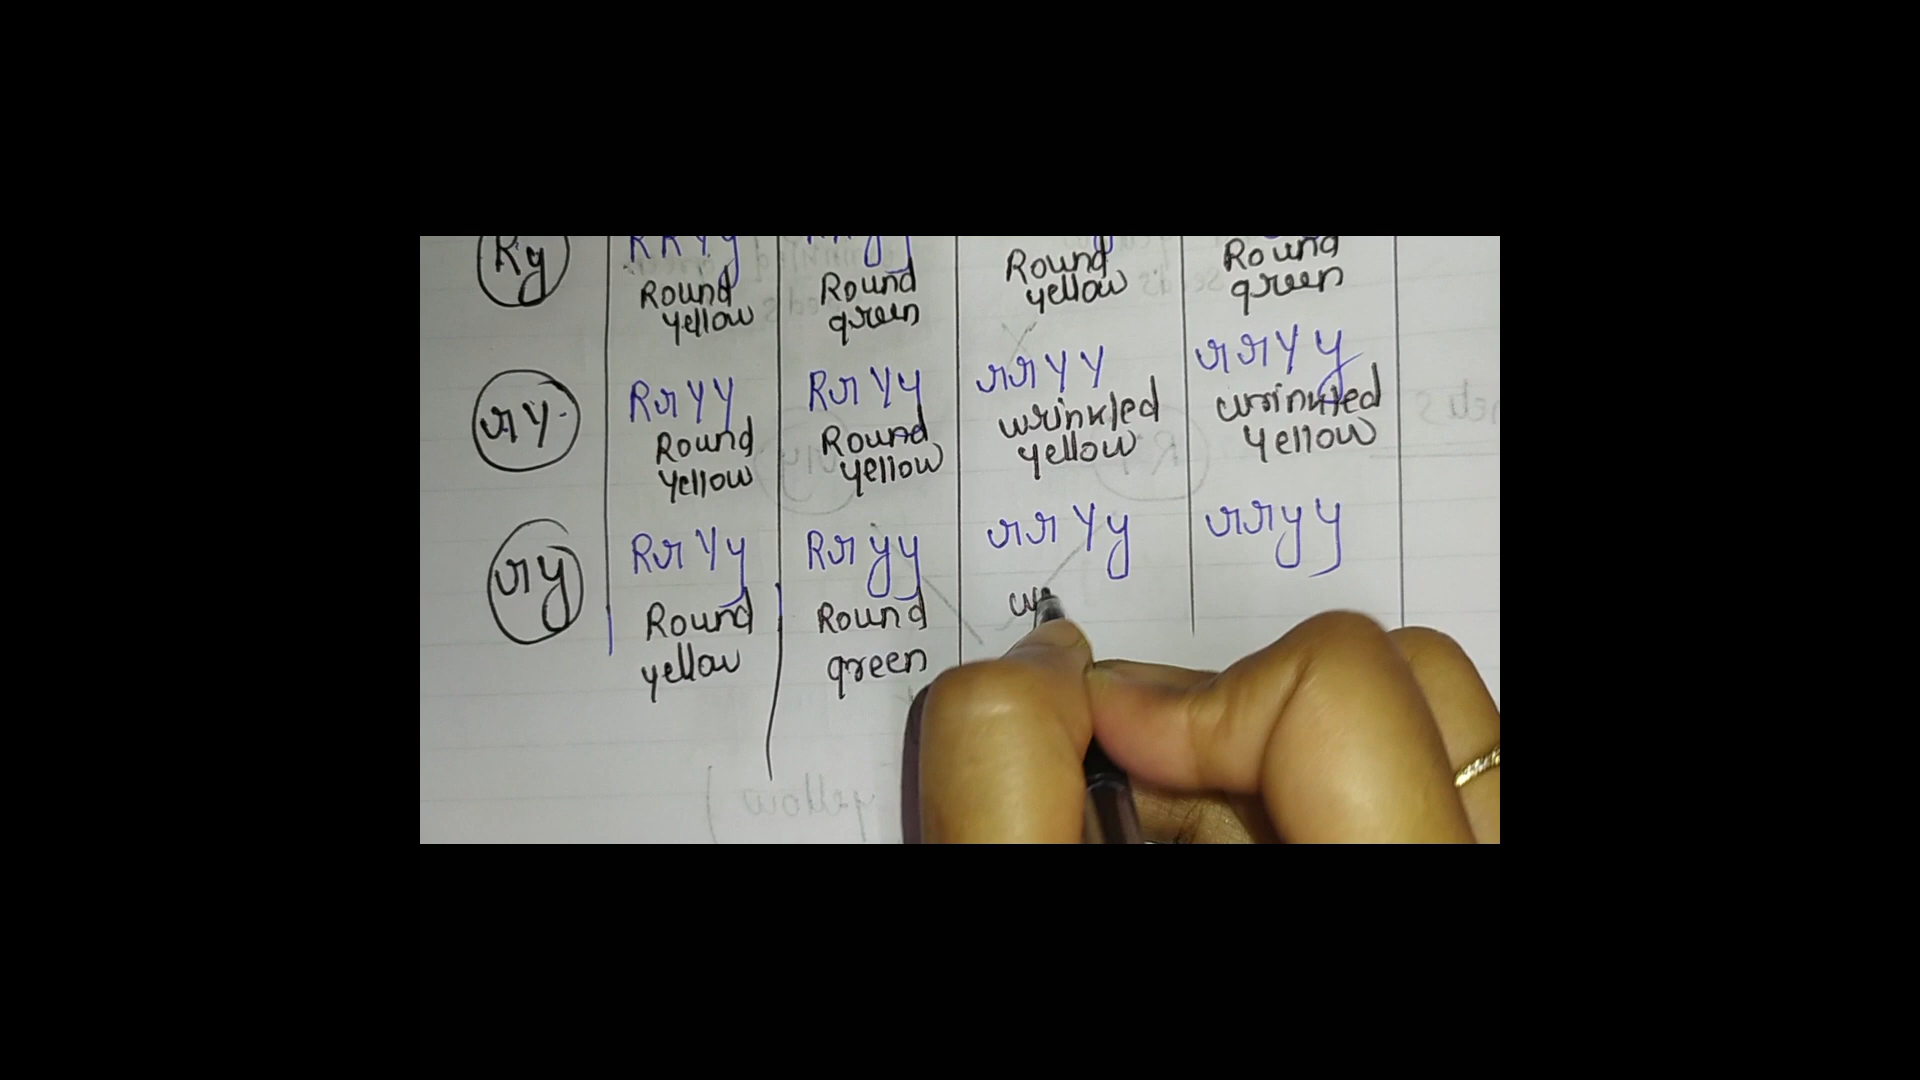 Ry RRYy
Round yellow Round green Round yellow Round green
rY RrYY RrYy rrYY rrYy
Round yellow Round yellow wrinkled yellow wrinkled yellow
ry RrYy Rryy rrYy rryy
Round yellow Round green